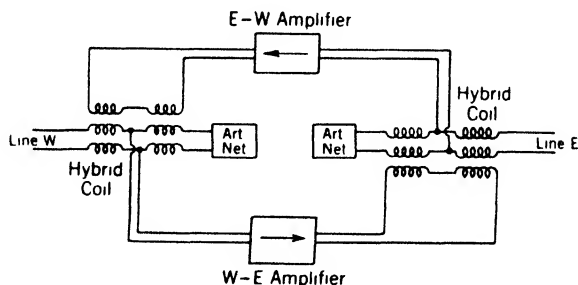 E-W Amplifier
Hybrid
Coil
Line W
Art
Net
Art
Net
Line E
Hybrid
Coil
W-E Amplifier